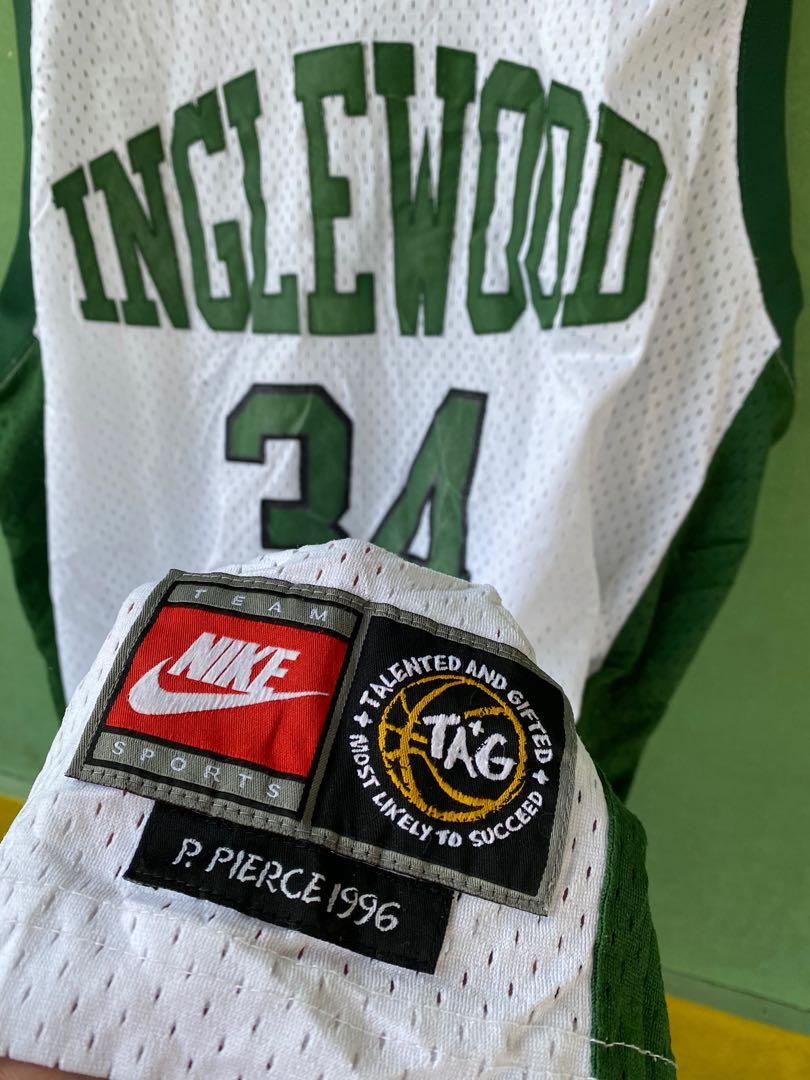 INGLEWOOD
34
TEAM
NIKE
SPORTS
TALENTED AND GIFTED
TAG
MOST LIKELY TO SUCCEED
P. PIERCE 1996